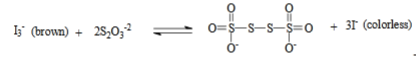 O O
I₃⁻ (brown) + 2S₂O₃⁻² ⇌ O=S–S–S–S=O + 3I⁻ (colorless)
O⁻ O⁻
.